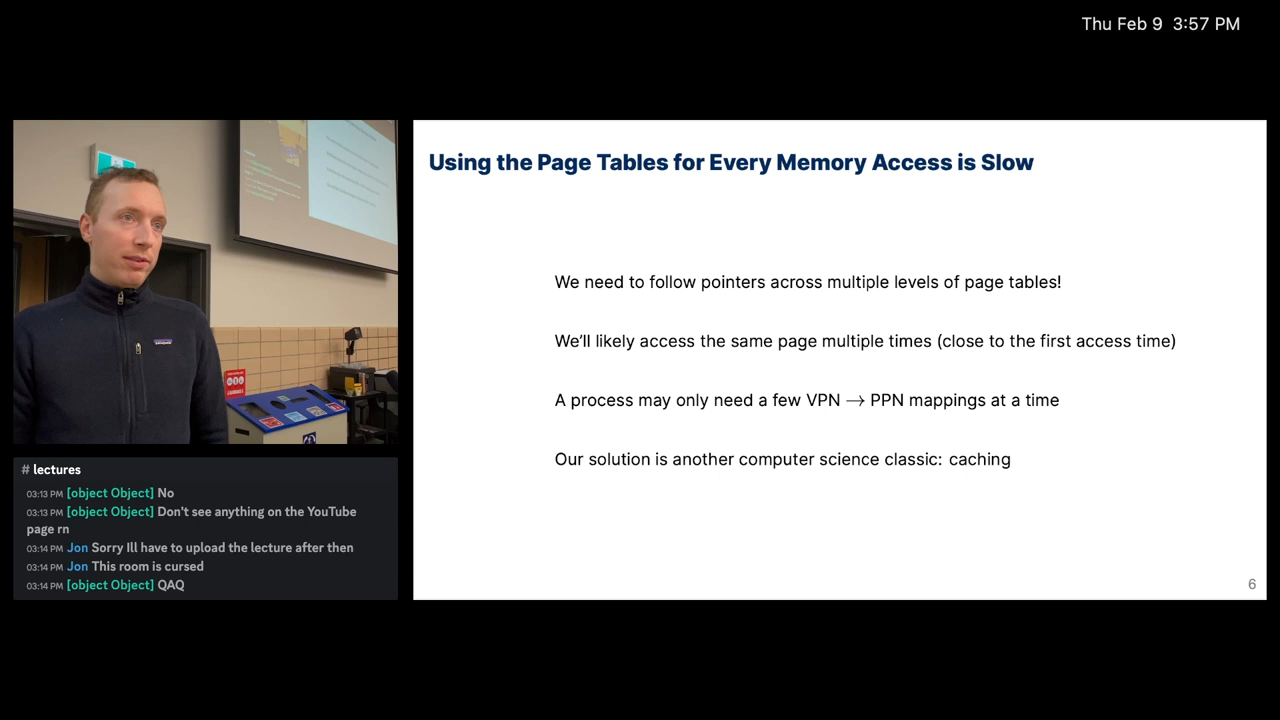 Thu Feb 9 3:57 PM
Using the Page Tables for Every Memory Access is Slow
We need to follow pointers across multiple levels of page tables!
We'll likely access the same page multiple times (close to the first access time)
A process may only need a few VPN → PPN mappings at a time
Our solution is another computer science classic: caching
6
# lectures
03:13 PM [object Object] No
03:13 PM [object Object] Don't see anything on the YouTube
page rn
03:14 PM Jon Sorry Ill have to upload the lecture after then
03:14 PM Jon This room is cursed
03:14 PM [object Object] QAQ